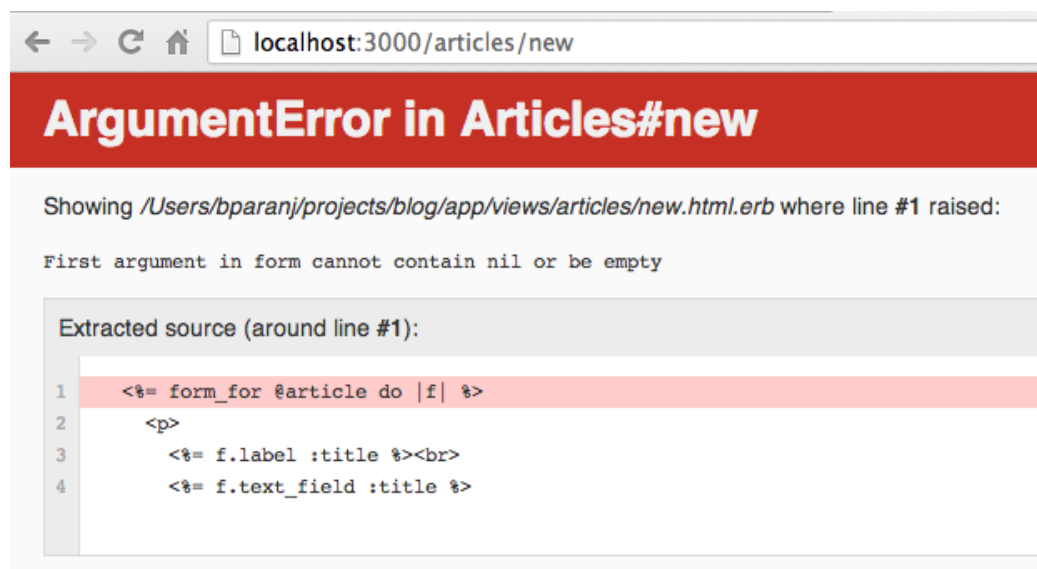 localhost:3000/articles/new
ArgumentError in Articles#new
Showing /Users/bparanj/projects/blog/app/views/articles/new.html.erb where line #1 raised:
First argument in form cannot contain nil or be empty
Extracted source (around line #1):
1 <%= form_for @article do |f| %>
2 <p>
3 <%= f.label :title %><br>
4 <%= f.text_field :title %>